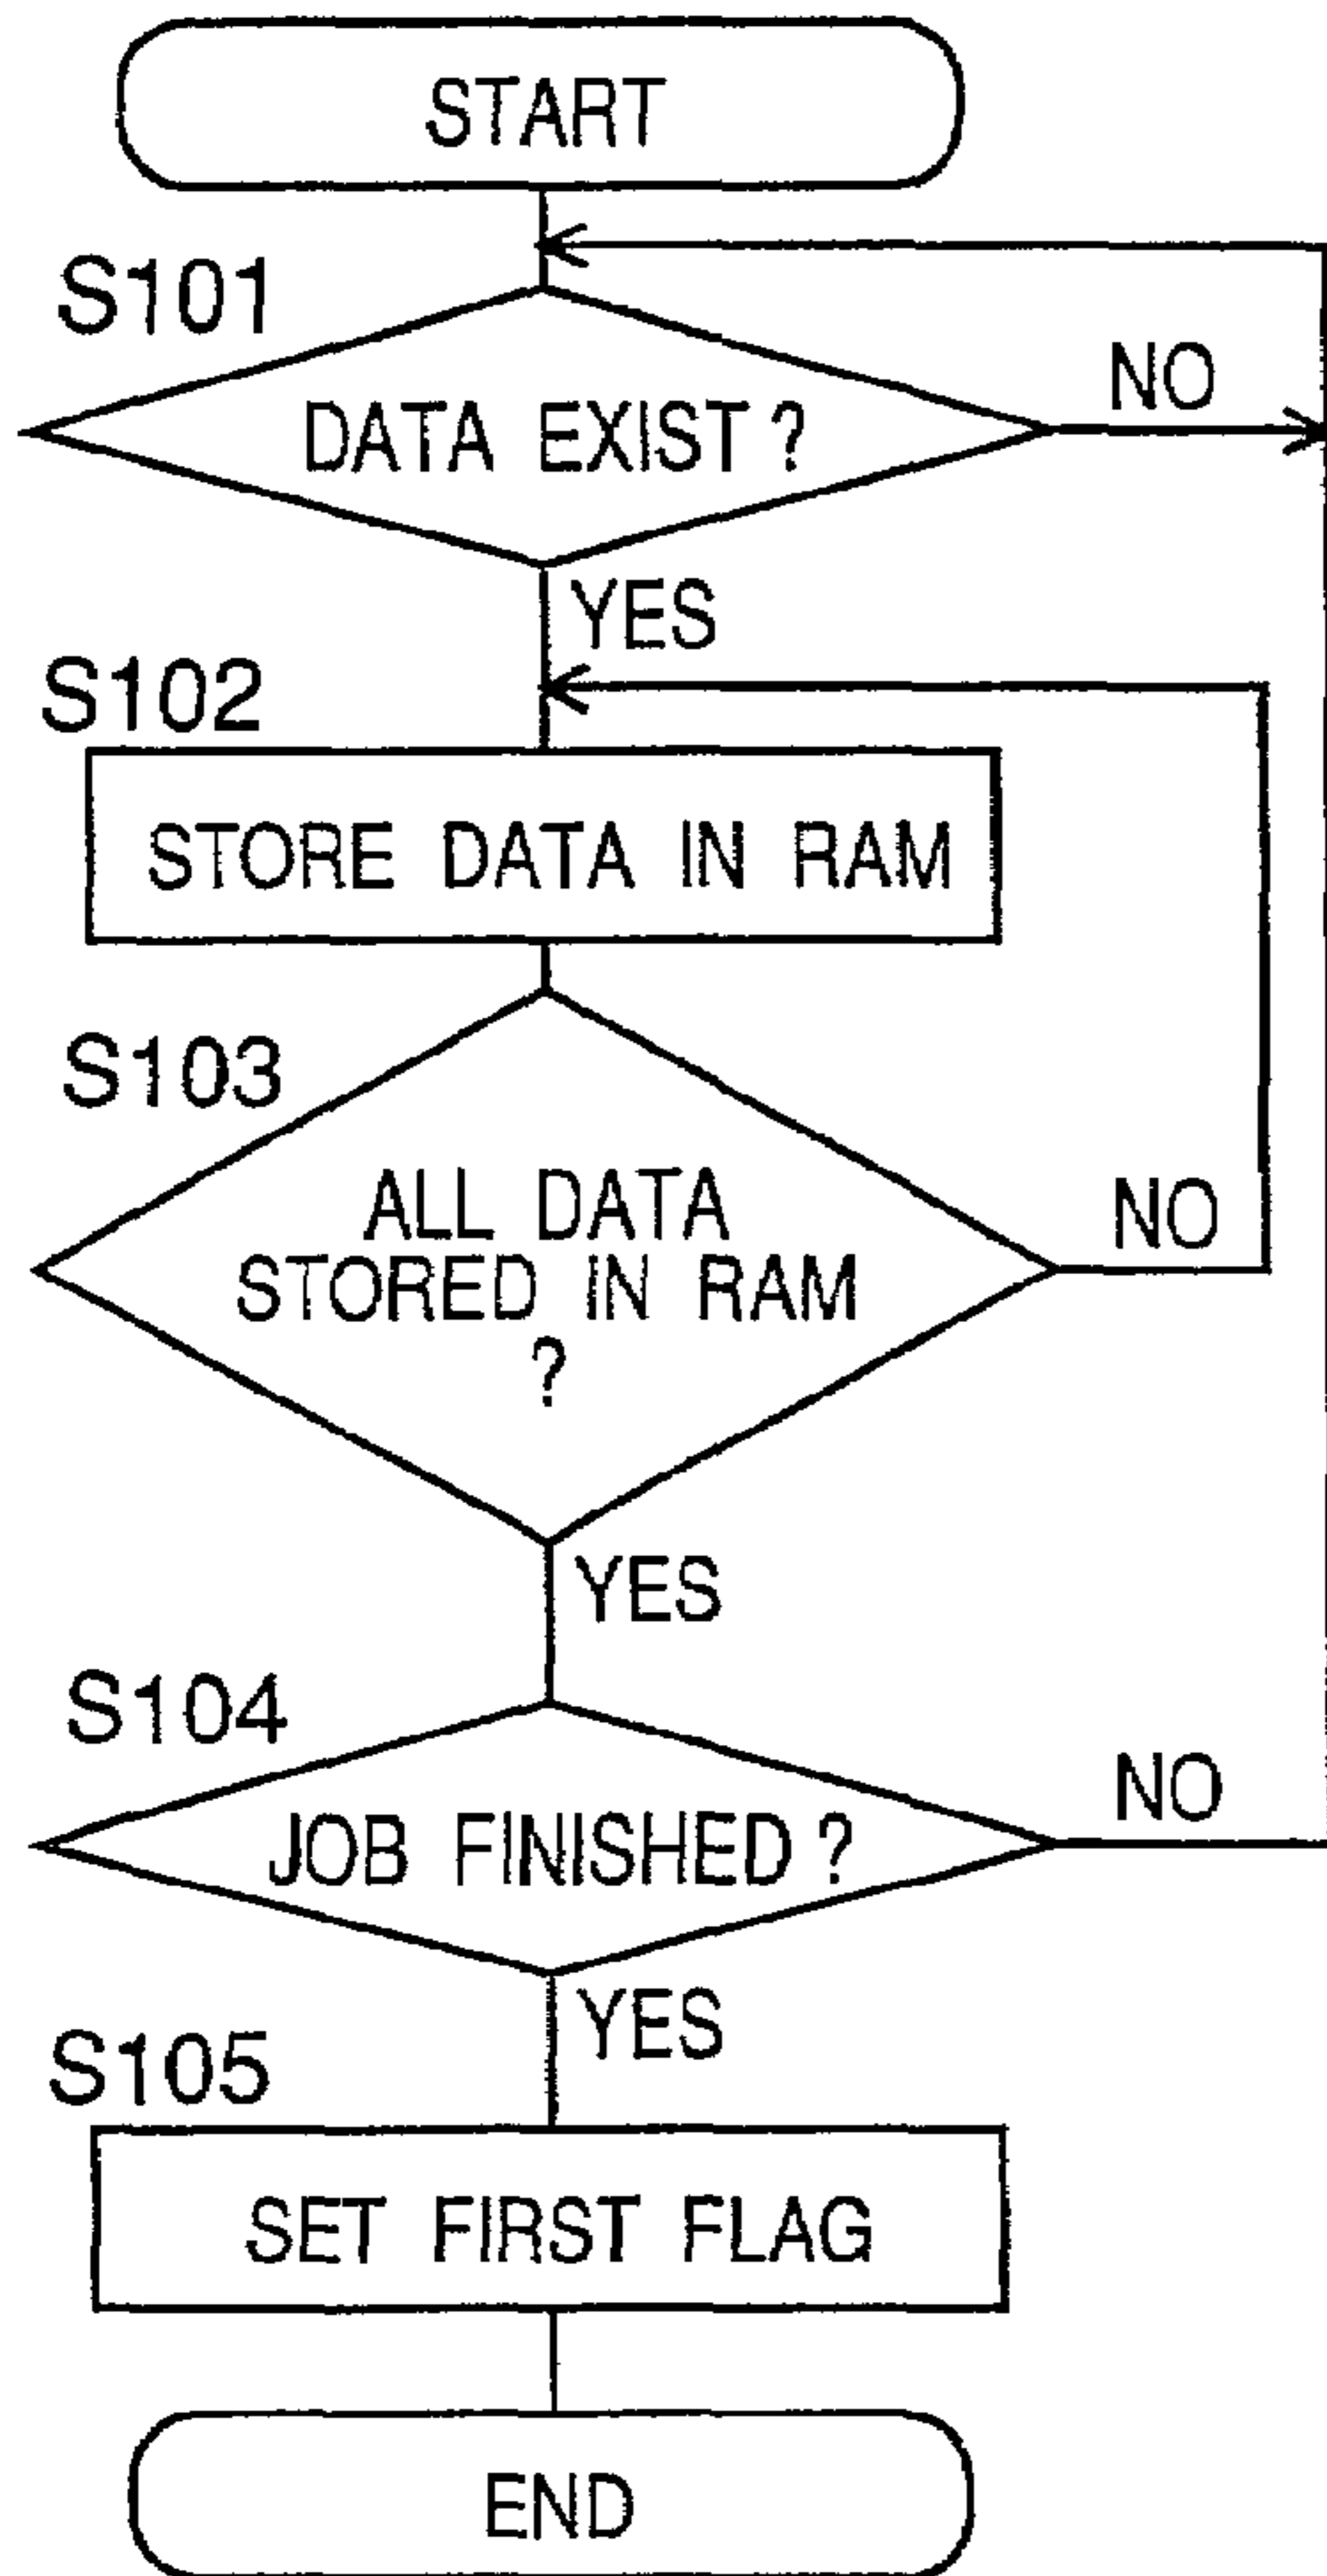 START
S101
DATA EXIST ?
NO
YES
S102
STORE DATA IN RAM
S103
ALL DATA
STORED IN RAM
?
NO
YES
S104
JOB FINISHED ?
NO
YES
S105
SET FIRST FLAG
END